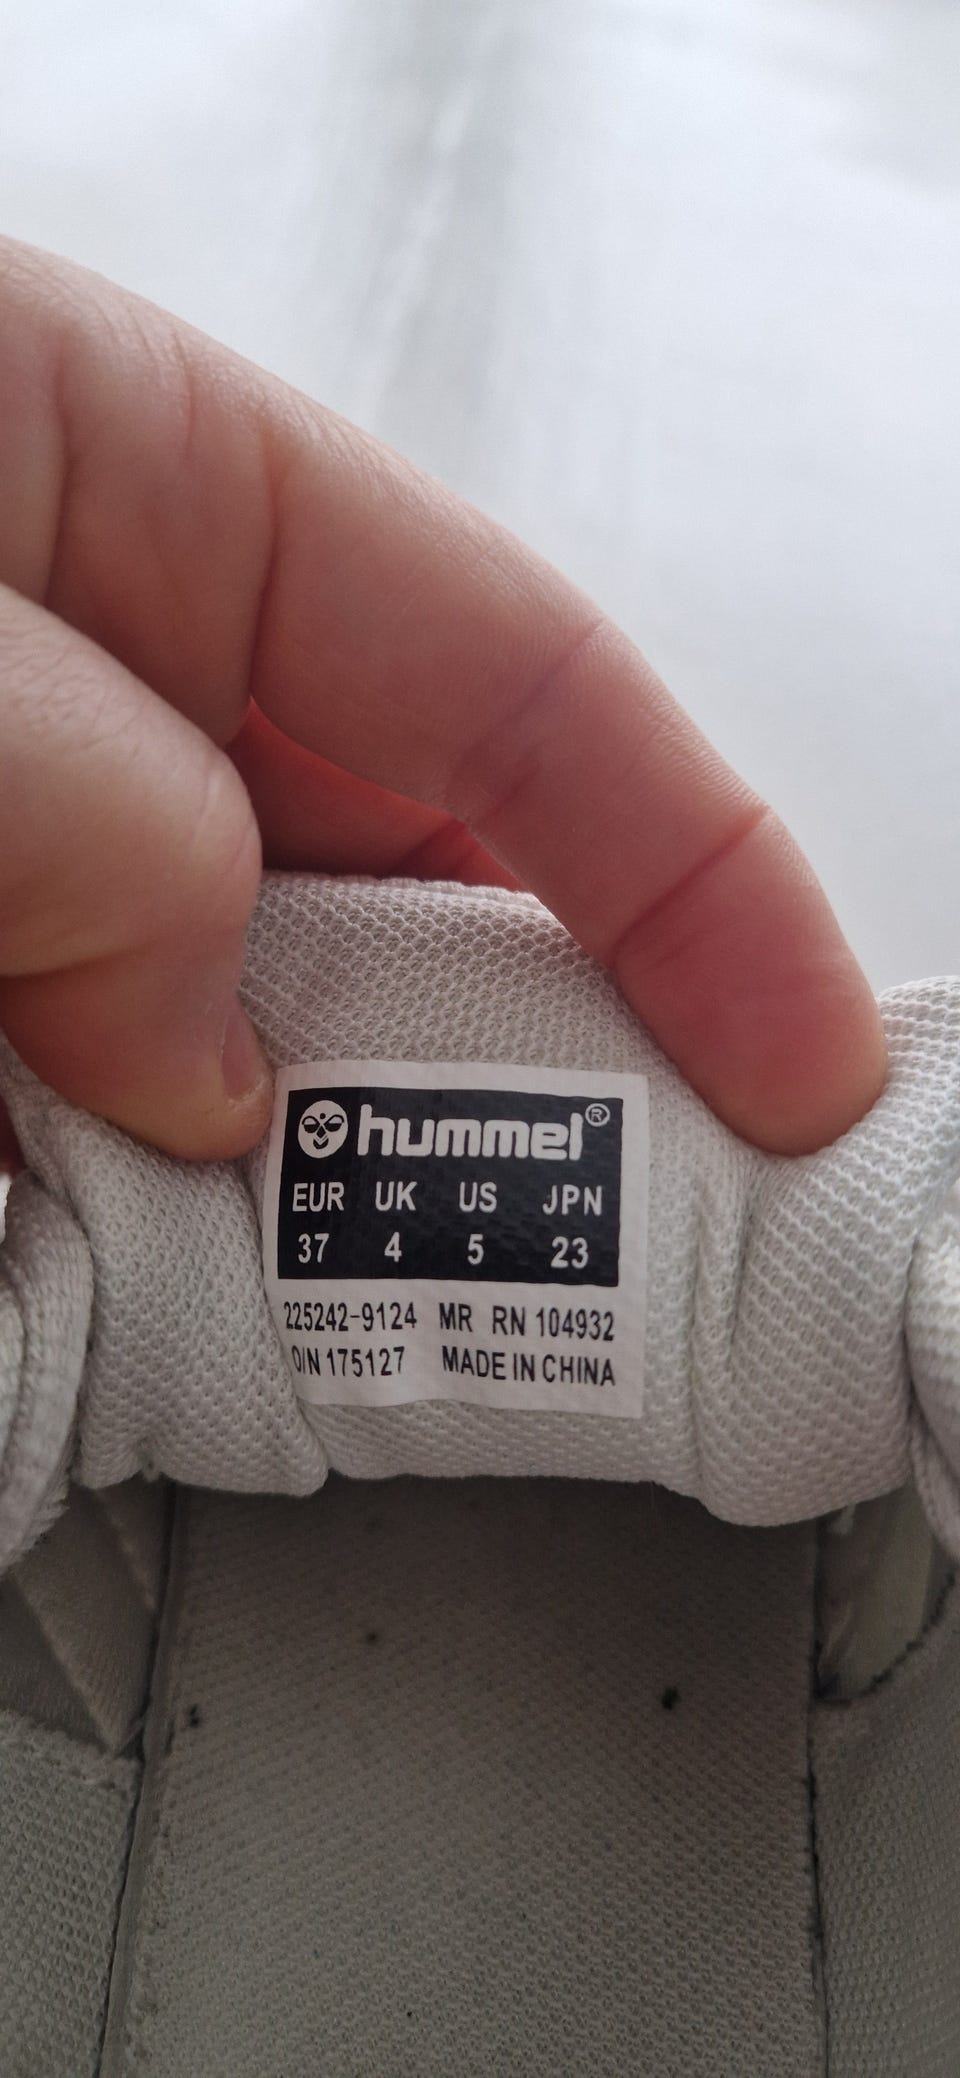 hummel®
EUR UK US JPN
37 4 5 23
225242-9124 MR RN 104932
O/N 175127 MADE IN CHINA